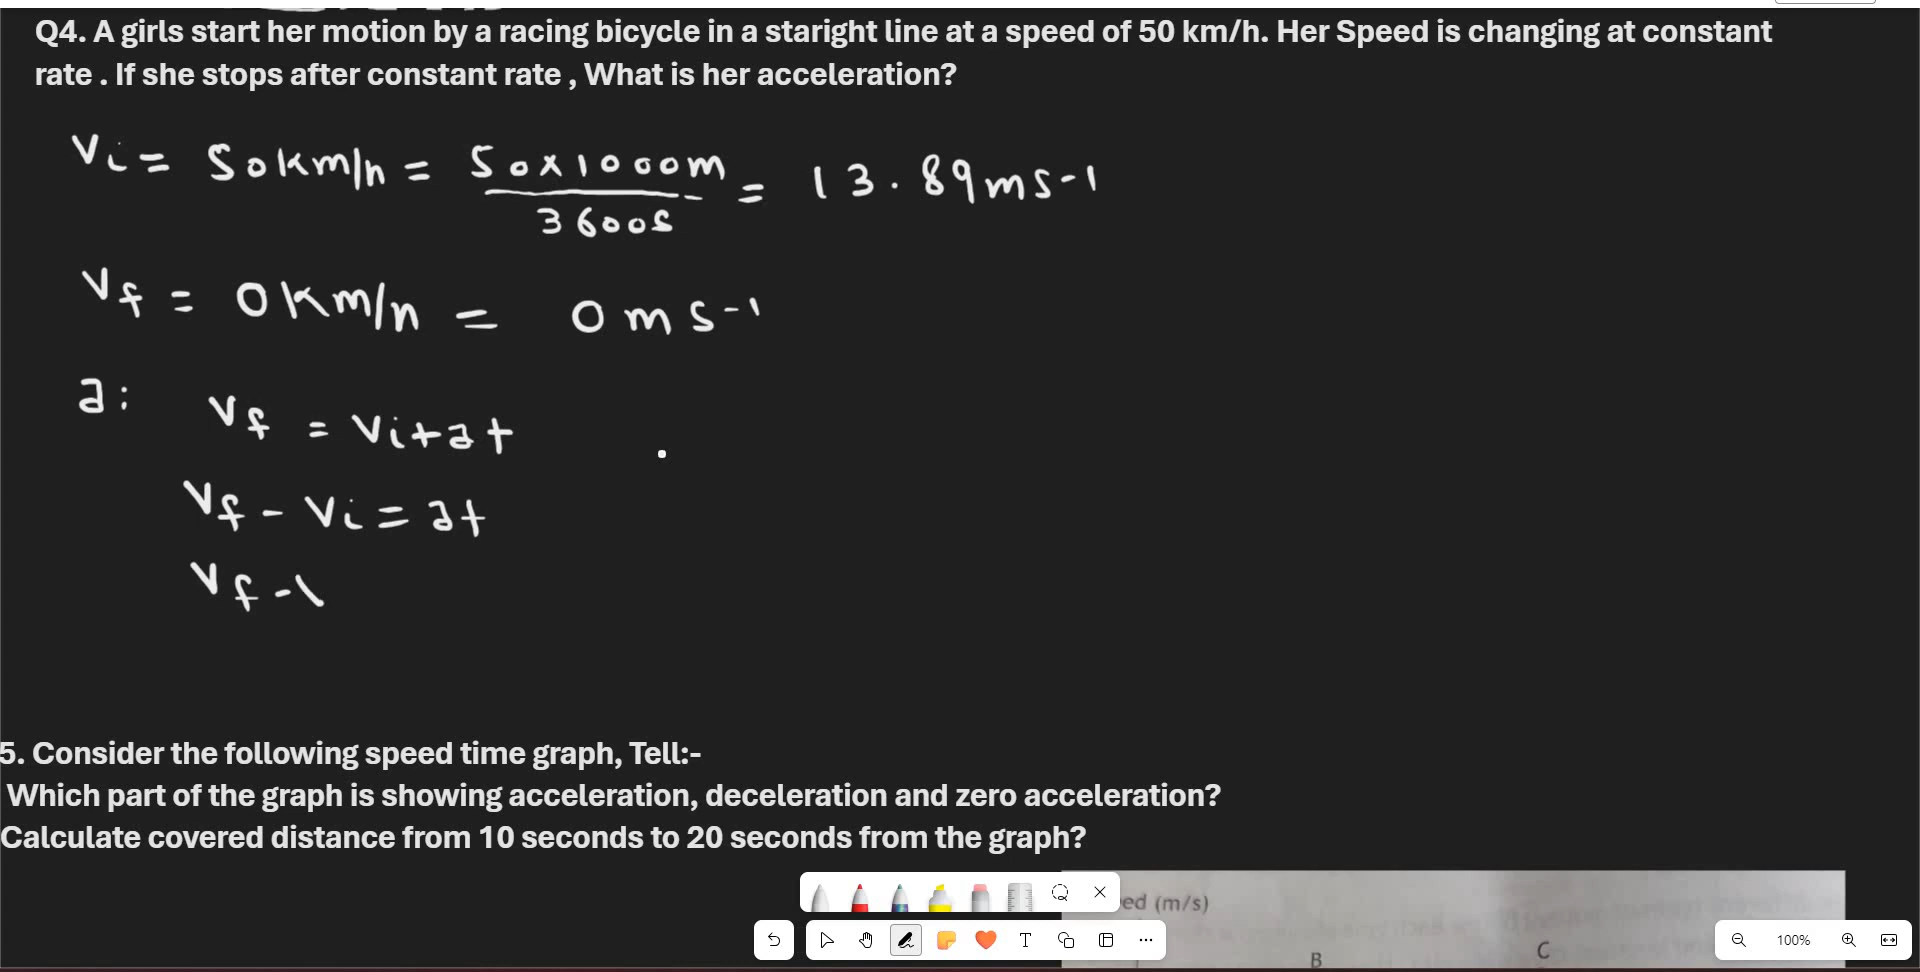 Q4. A girls start her motion by a racing bicycle in a staright line at a speed of 50 km/h. Her Speed is changing at constant
rate . If she stops after constant rate , What is her acceleration?
Vi = 50km/h = 50x1000m / 3600s = 13.89ms-1
Vf = 0km/h = 0ms-1
a: Vf = Vi+at
Vf - Vi = at
Vf -
5. Consider the following speed time graph, Tell:-
Which part of the graph is showing acceleration, deceleration and zero acceleration?
Calculate covered distance from 10 seconds to 20 seconds from the graph?
ed (m/s)
B
C
T
100%